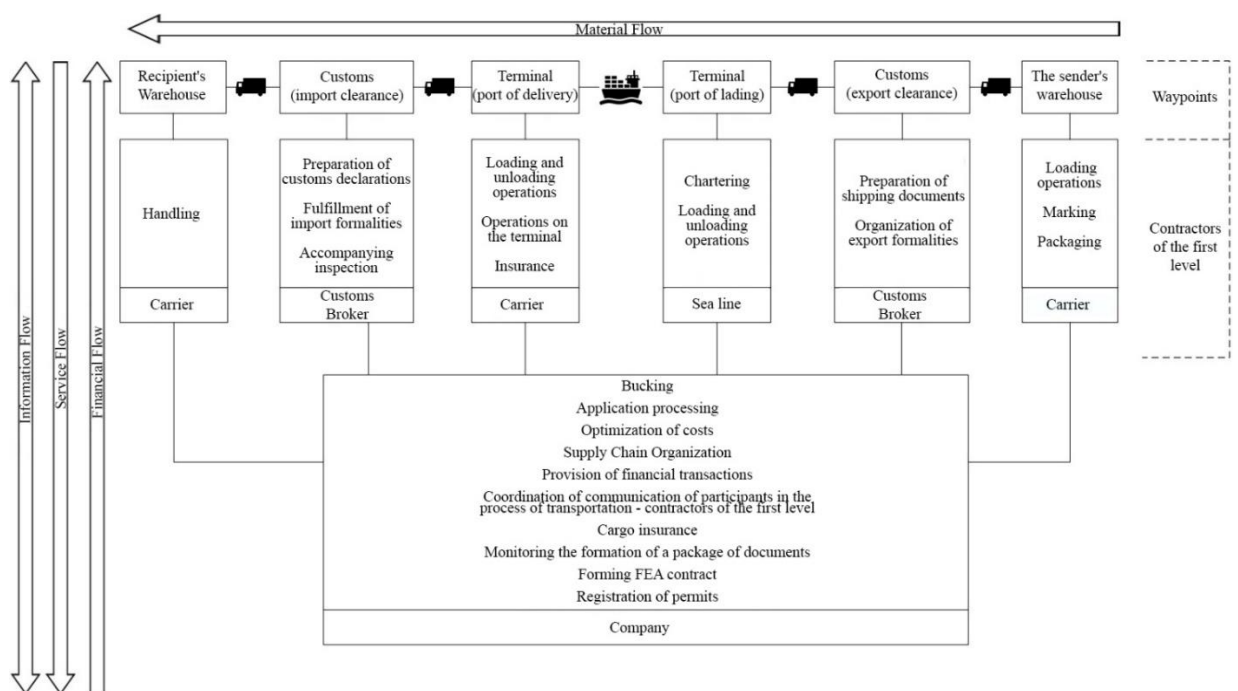 Material Flow
Information Flow
Service Flow
Financial Flow
Recipient's
Warehouse
Customs
(import clearance)
Terminal
(port of delivery)
Terminal
(port of lading)
Customs
(export clearance)
The sender's
warehouse
Waypoints
Handling
Carrier
Preparation of
customs declarations
Fulfillment of
import formalities
Accompanying
inspection
Customs
Broker
Loading and
unloading
operations
Operations on
the terminal
Insurance
Carrier
Chartering
Loading and
unloading
operations
Sea line
Preparation of
shipping documents
Organization of
export formalities
Customs
Broker
Loading
operations
Marking
Packaging
Carrier
Contractors
of the first
level
Bucking
Application processing
Optimization of costs
Supply Chain Organization
Provision of financial transactions
Coordination of communication of participants in the
process of transportation - contractors of the first level
Cargo insurance
Monitoring the formation of a package of documents
Forming FEA contract
Registration of permits
Company